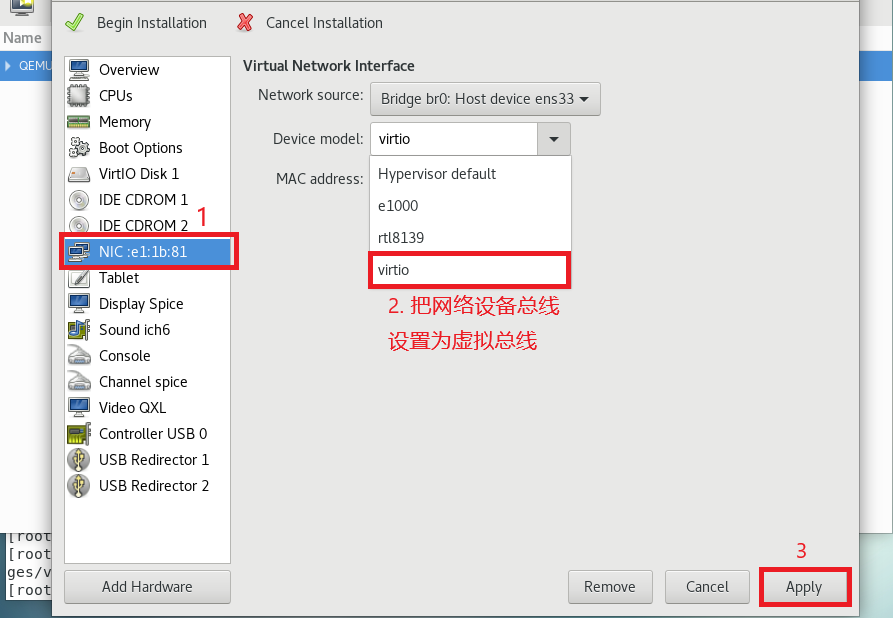 Begin Installation
Cancel Installation
Name
QEMU
Overview
CPUs
Memory
Boot Options
VirtIO Disk 1
IDE CDROM 1
IDE CDROM 2
1
NIC :e1:1b:81
Tablet
Display Spice
Sound ich6
Console
Channel spice
Video QXL
Controller USB 0
USB Redirector 1
USB Redirector 2
Add Hardware
Virtual Network Interface
Network source: Bridge br0: Host device ens33
Device model: virtio
MAC address:
Hypervisor default
e1000
rtl8139
virtio
2. 把网络设备总线
设置为虚拟总线
3
Remove
Cancel
Apply
[root
[root
ges/v
[root